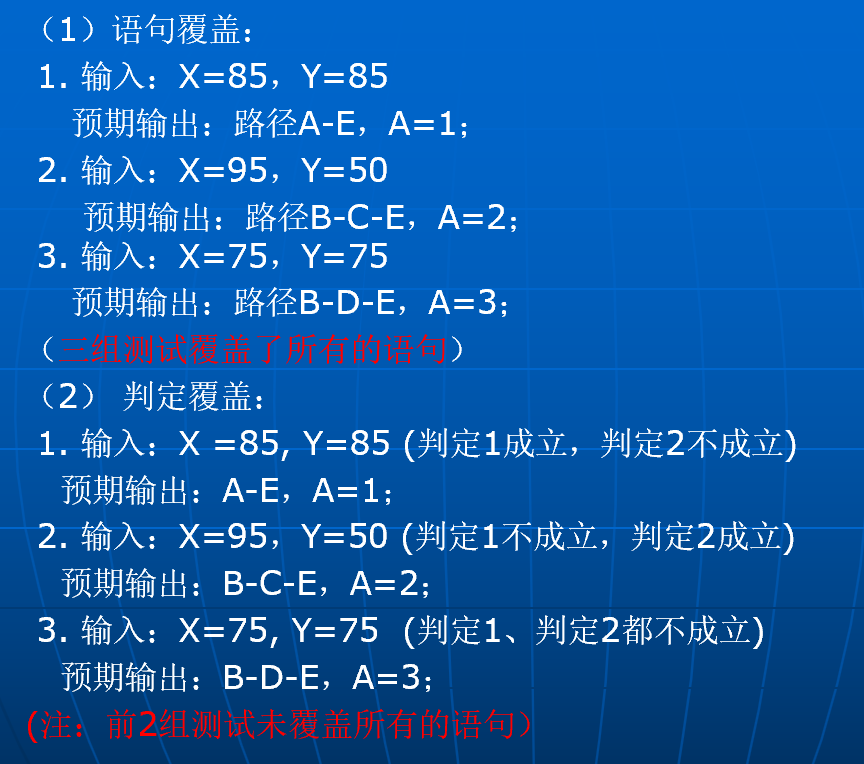 （1）语句覆盖：
1. 输入：X=85，Y=85
预期输出：路径A-E，A=1；
2. 输入：X=95，Y=50
预期输出：路径B-C-E，A=2；
3. 输入：X=75，Y=75
预期输出：路径B-D-E，A=3；
（三组测试覆盖了所有的语句）
（2） 判定覆盖：
1. 输入：X =85, Y=85 (判定1成立，判定2不成立)
预期输出：A-E，A=1；
2. 输入：X=95，Y=50 (判定1不成立，判定2成立)
预期输出：B-C-E，A=2；
3. 输入：X=75, Y=75 (判定1、判定2都不成立)
预期输出：B-D-E，A=3；
(注：前2组测试未覆盖所有的语句）